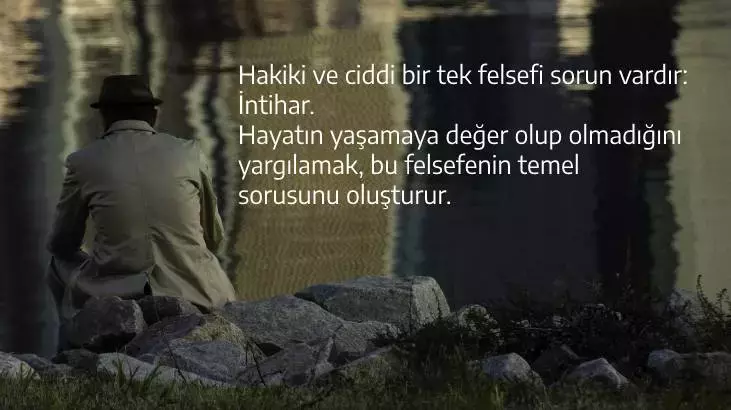 Hakiki ve ciddi bir tek felsefi sorun vardır:
İntihar.
Hayatın yaşamaya değer olup olmadığını
yargılamak, bu felsefenin temel
sorusunu oluşturur.